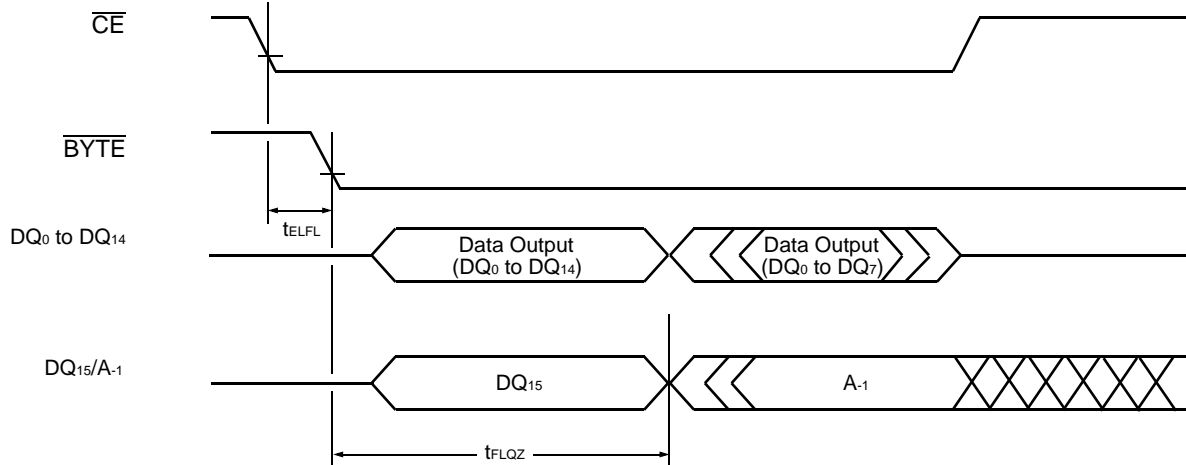 CE
BYTE
tELFL
DQ0 to DQ14
Data Output
(DQ0 to DQ14)
Data Output
(DQ0 to DQ7)
DQ15/A-1
DQ15
A-1
tFLQZ